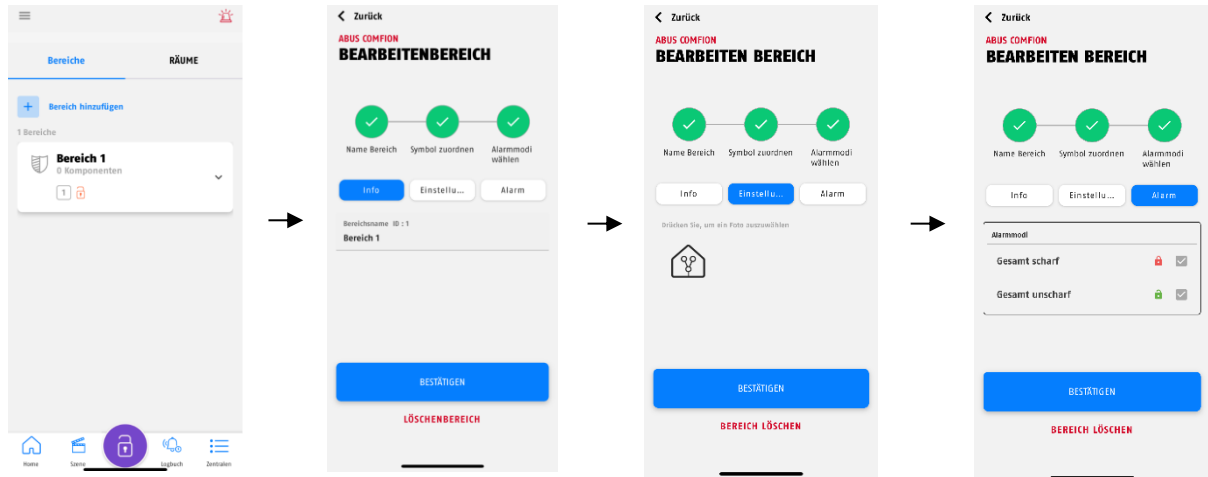 Bereiche RÄUME
+ Bereich hinzufügen
1 Bereiche
Bereich 1
0 Komponenten
1
Home Szene Logbuch Zentralen
Zurück
ABUS COMFION
BEARBEITENBEREICH
Name Bereich Symbol zuordnen Alarmmodi
wählen
Info Einstellu... Alarm
Bereichsname ID : 1
Bereich 1
BESTÄTIGEN
LÖSCHENBEREICH
Zurück
ABUS COMFION
BEARBEITEN BEREICH
Name Bereich Symbol zuordnen Alarmmodi
wählen
Info Einstellu... Alarm
Drücken Sie, um ein Foto auszuwählen
BESTÄTIGEN
BEREICH LÖSCHEN
Zurück
ABUS COMFION
BEARBEITEN BEREICH
Name Bereich Symbol zuordnen Alarmmodi
wählen
Info Einstellu... Alarm
Alarmmodi
Gesamt scharf
Gesamt unscharf
BESTÄTIGEN
BEREICH LÖSCHEN